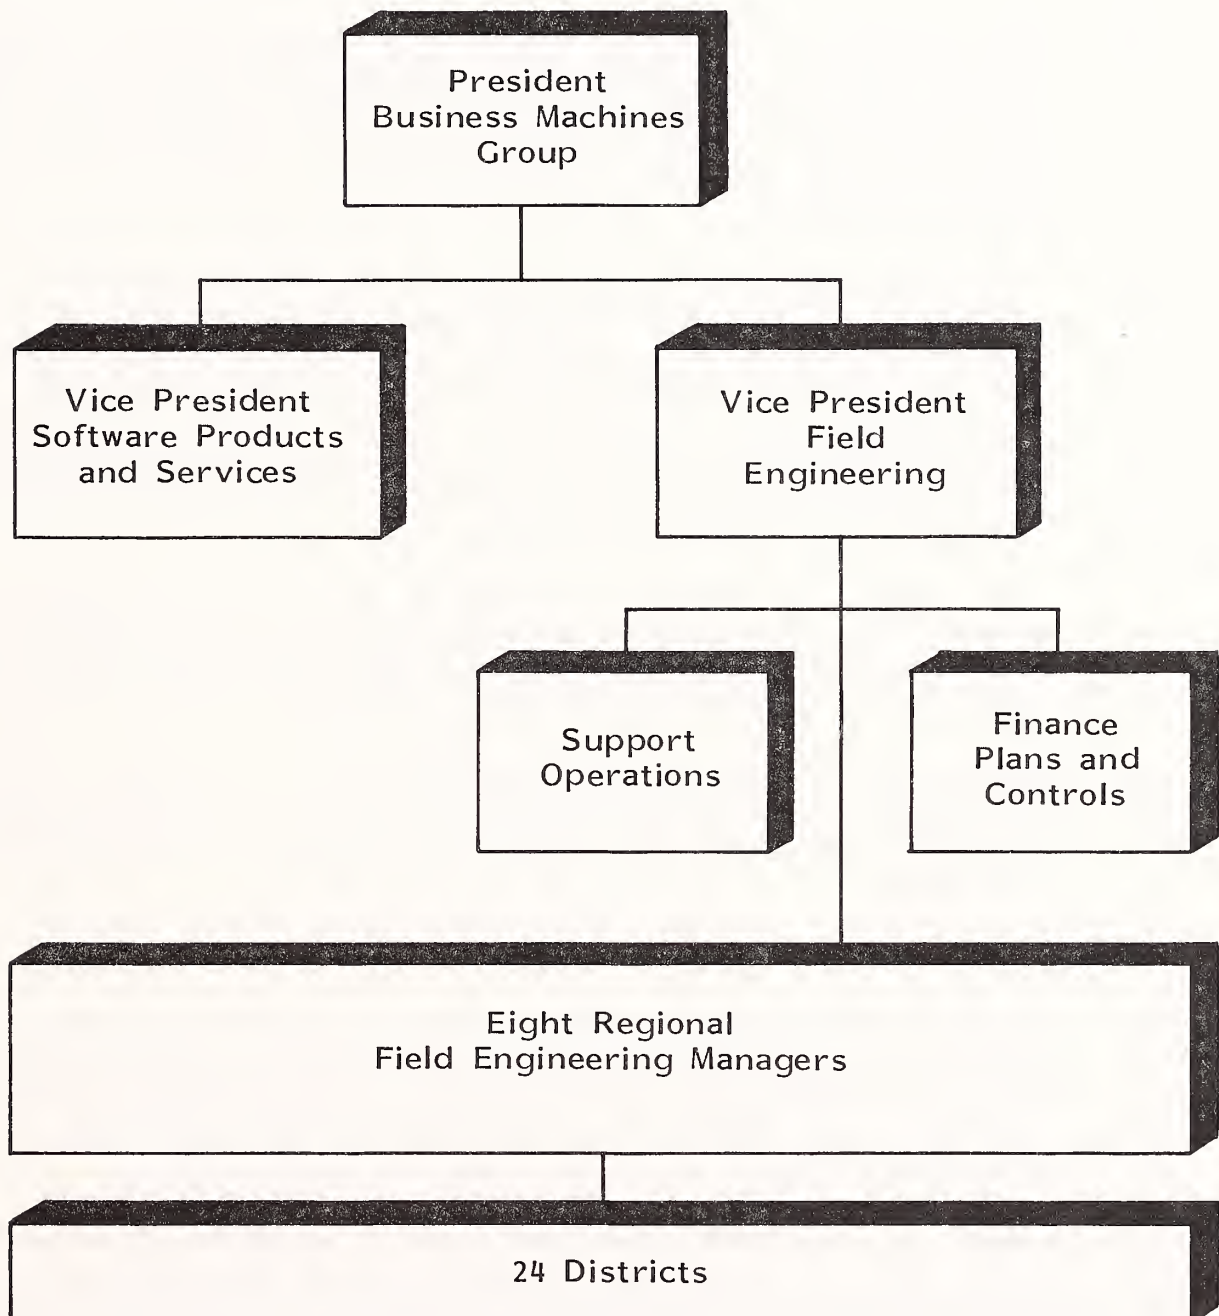 President
Business Machines
Group
Vice President
Software Products
and Services
Vice President
Field
Engineering
Support
Operations
Finance
Plans and
Controls
Eight Regional
Field Engineering Managers
24 Districts